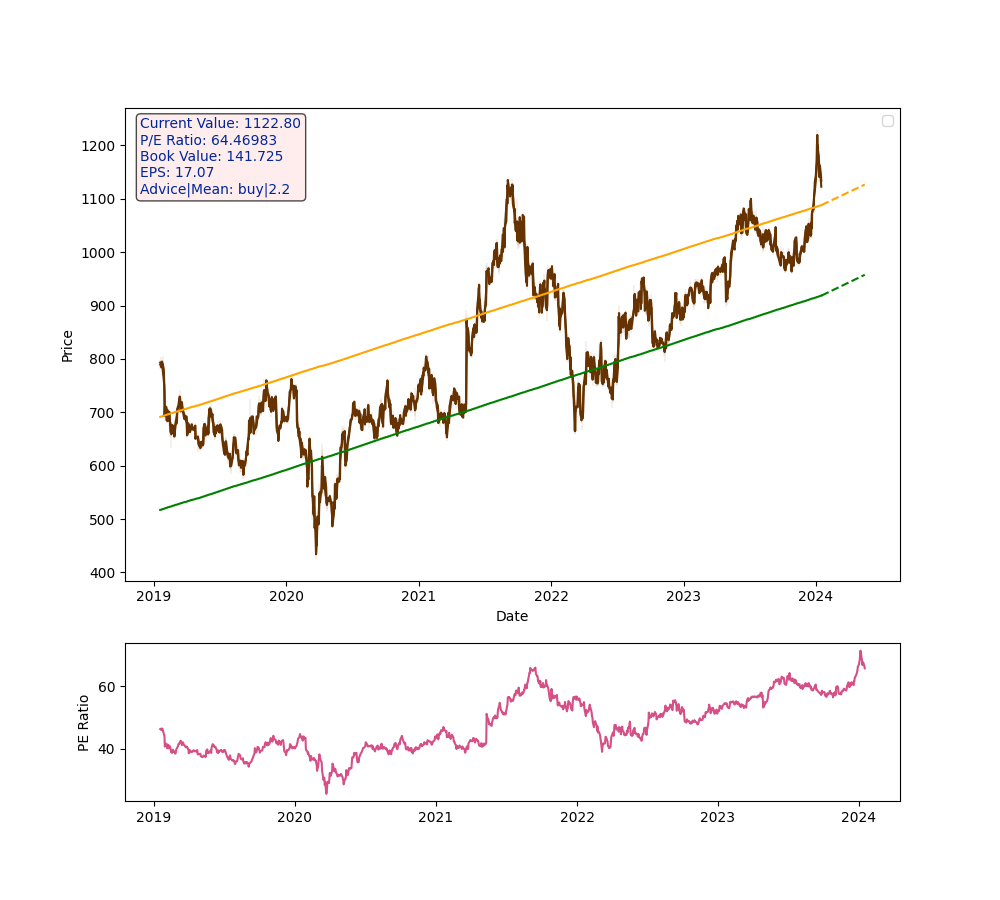 Current Value: 1122.80
P/E Ratio: 64.46983
Book Value: 141.725
EPS: 17.07
Advice|Mean: buy|2.2
Price
1200
1100
1000
900
800
700
600
500
400
2019 2020 2021 2022 2023 2024
Date
PE Ratio
60
40
2019 2020 2021 2022 2023 2024